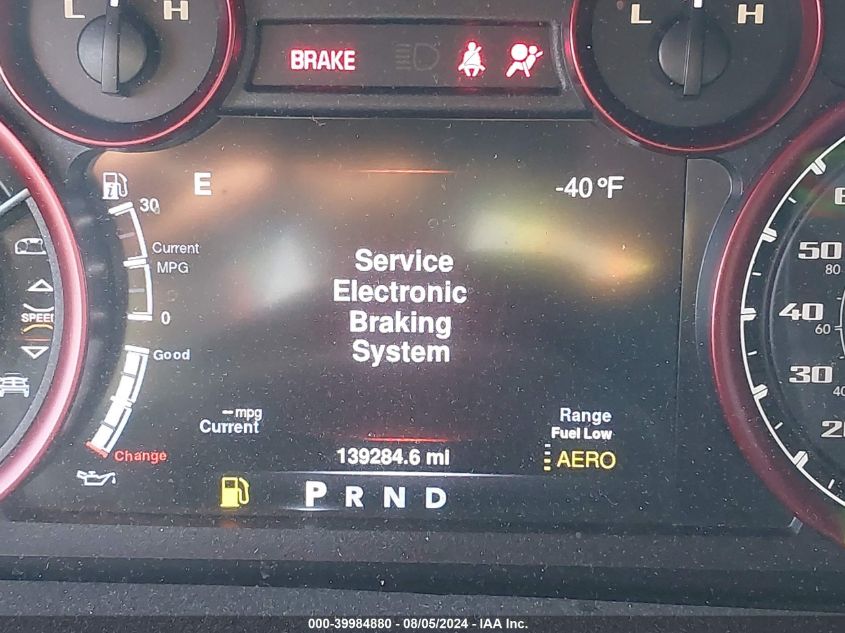 L H
L H
BRAKE
E
-40 °F
30
Current
MPG
0
Service
Electronic
Braking
System
SPEED
Good
Change
--mpg
Current
139284.6 mi
Range
Fuel Low
AERO
P R N D
50
80
40
60
30
40
000-39984880 - 08/05/2024 - IAA Inc.